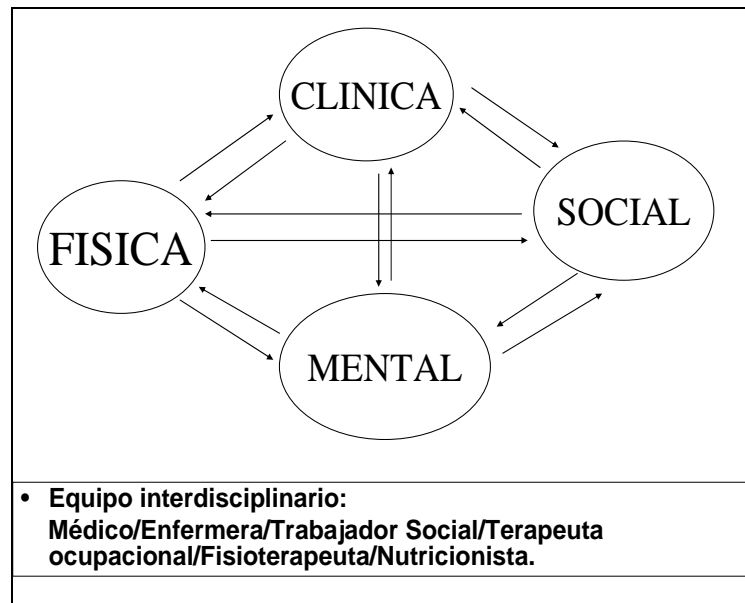 CLINICA
SOCIAL
FISICA
MENTAL
• Equipo interdisciplinario:
Médico/Enfermera/Trabajador Social/Terapeuta
ocupacional/Fisioterapeuta/Nutricionista.